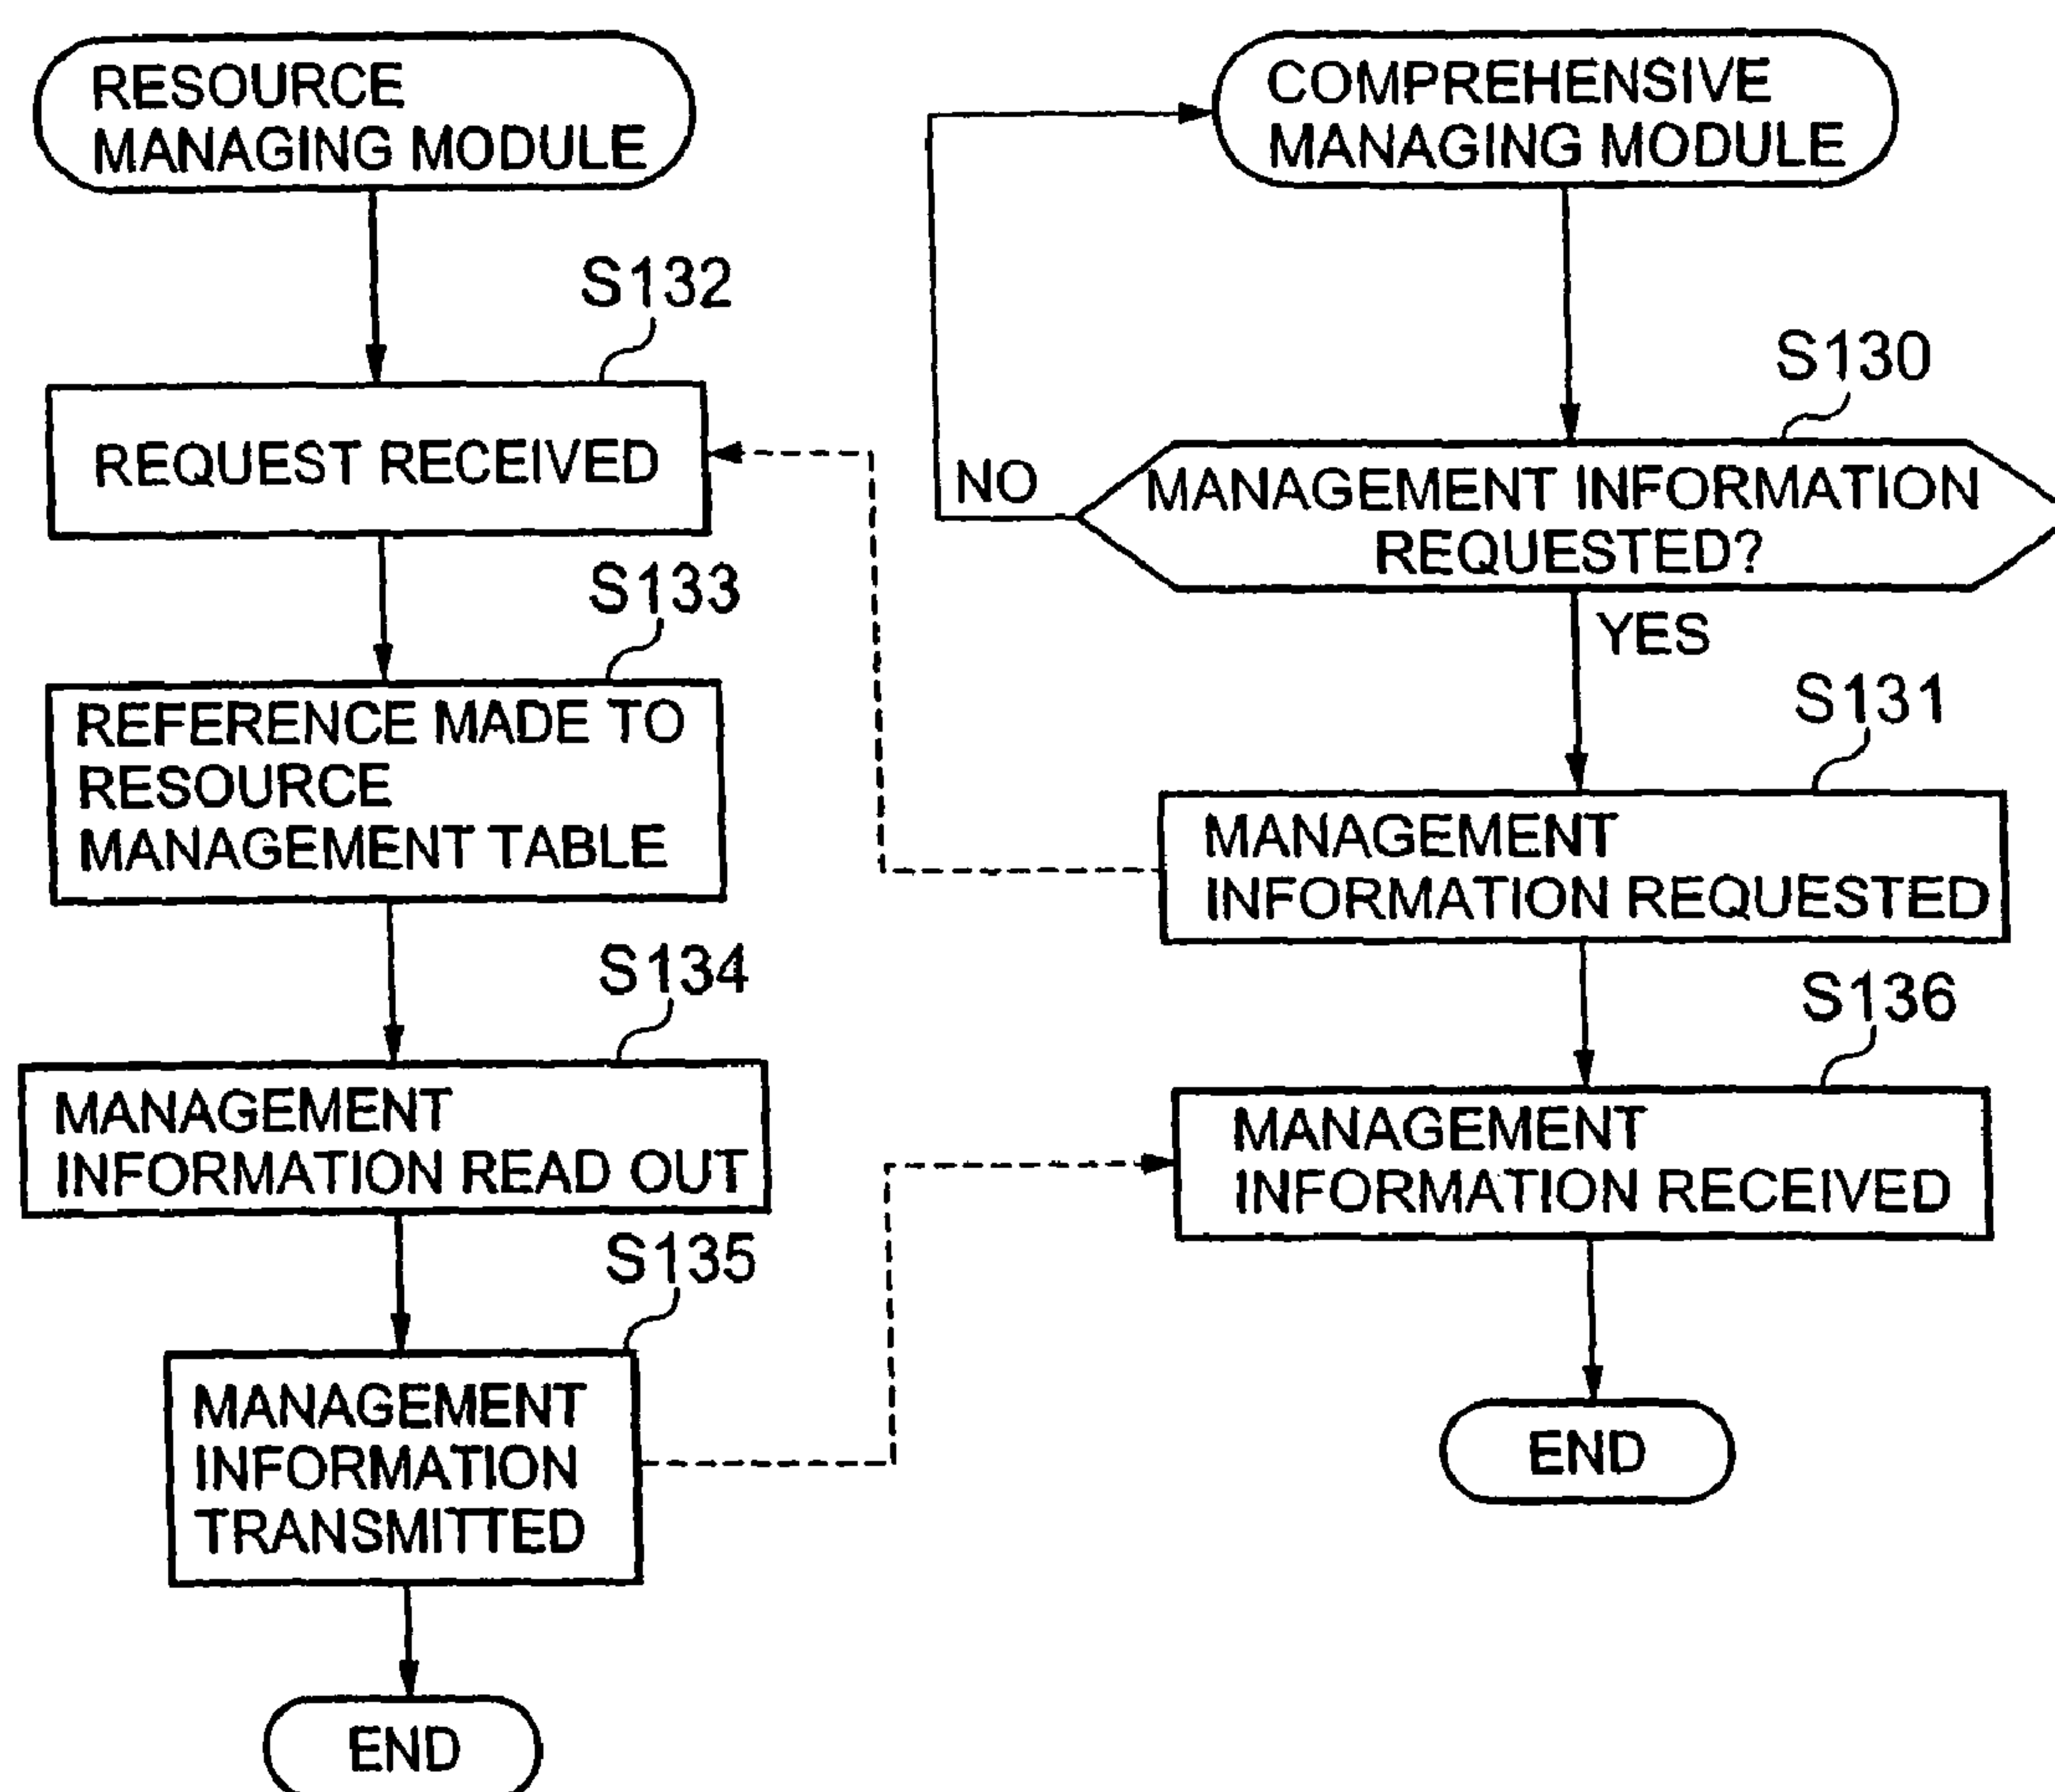 RESOURCE
MANAGING MODULE
S132
REQUEST RECEIVED
S133
REFERENCE MADE TO
RESOURCE
MANAGEMENT TABLE
S134
MANAGEMENT
INFORMATION READ OUT
S135
MANAGEMENT
INFORMATION
TRANSMITTED
END
COMPREHENSIVE
MANAGING MODULE
S130
NO
MANAGEMENT INFORMATION
REQUESTED?
YES
S131
MANAGEMENT
INFORMATION REQUESTED
S136
MANAGEMENT
INFORMATION RECEIVED
END